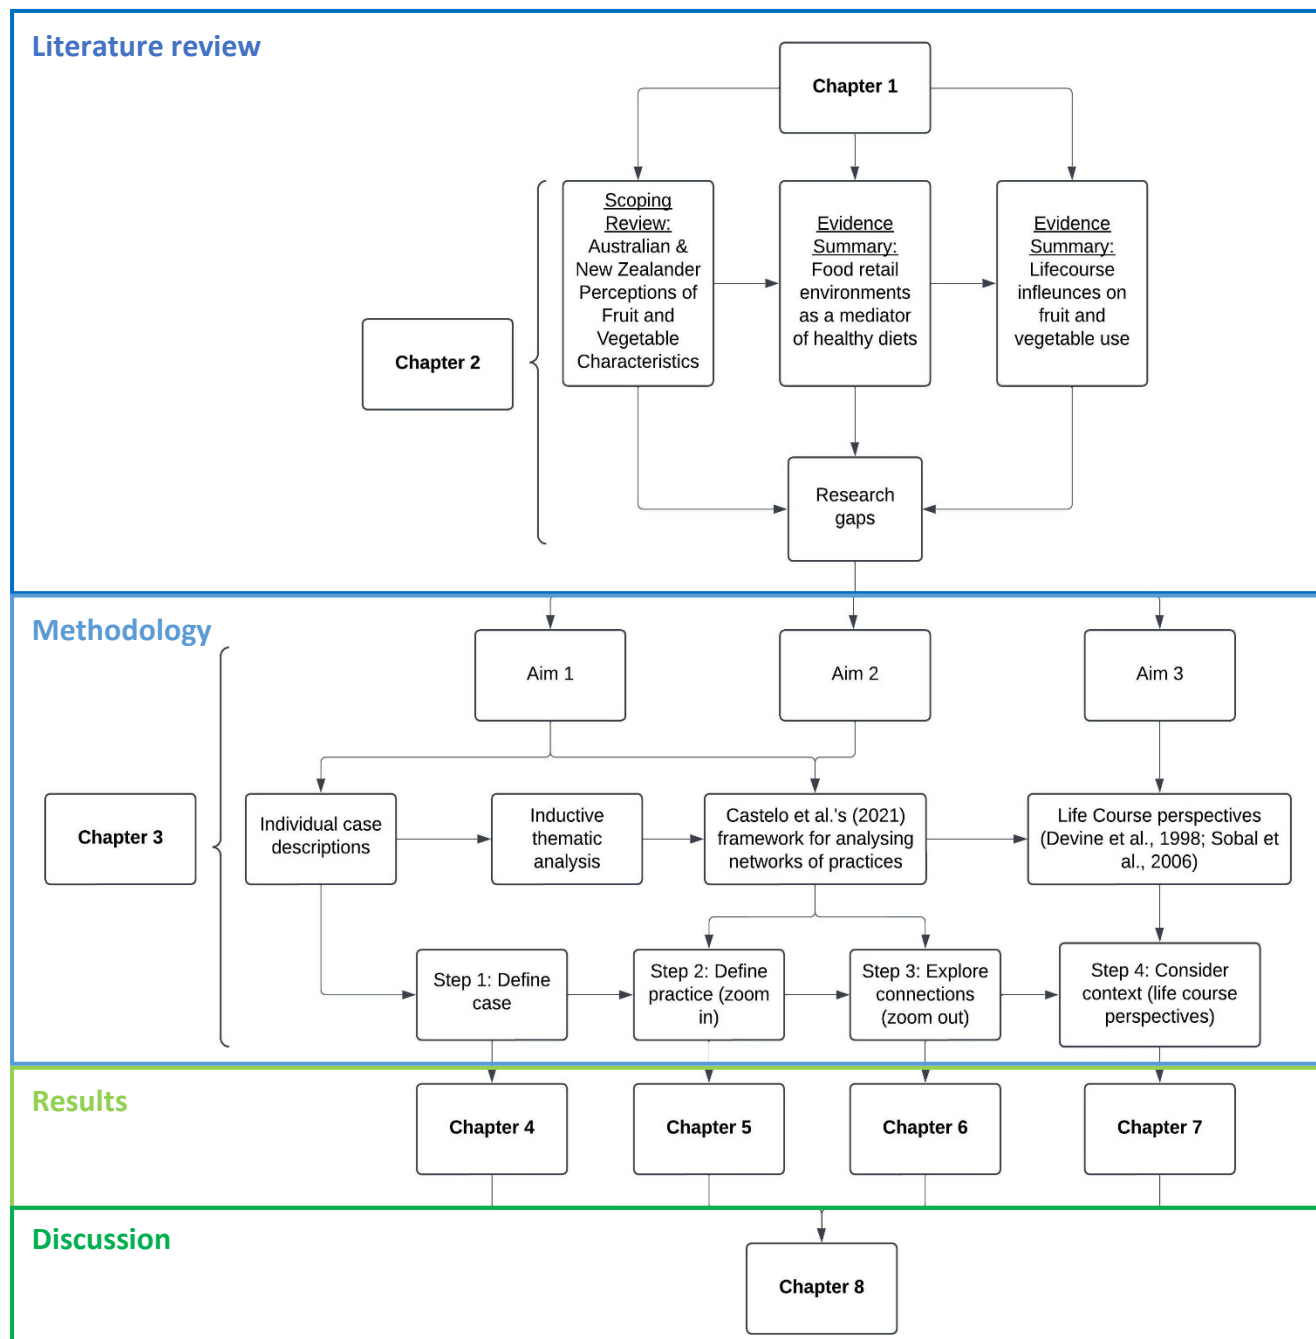 Literature review
Chapter 1
Scoping
Review:
Australian &
New Zealander
Perceptions of
Fruit and
Vegetable
Characteristics
Evidence
Summary:
Food retail
environments
as a mediator
of healthy diets
Evidence
Summary:
Lifecourse
infleunces on
fruit and
vegetable use
Chapter 2
Research
gaps
Methodology
Aim 1
Aim 2
Aim 3
Chapter 3
Individual case
descriptions
Inductive
thematic
analysis
Castelo et al.'s (2021)
framework for analysing
networks of practices
Life Course perspectives
(Devine et al., 1998; Sobal et
al., 2006)
Step 1: Define
case
Step 2: Define
practice (zoom
in)
Step 3: Explore
connections
(zoom out)
Step 4: Consider
context (life course
perspectives)
Results
Chapter 4
Chapter 5
Chapter 6
Chapter 7
Discussion
Chapter 8